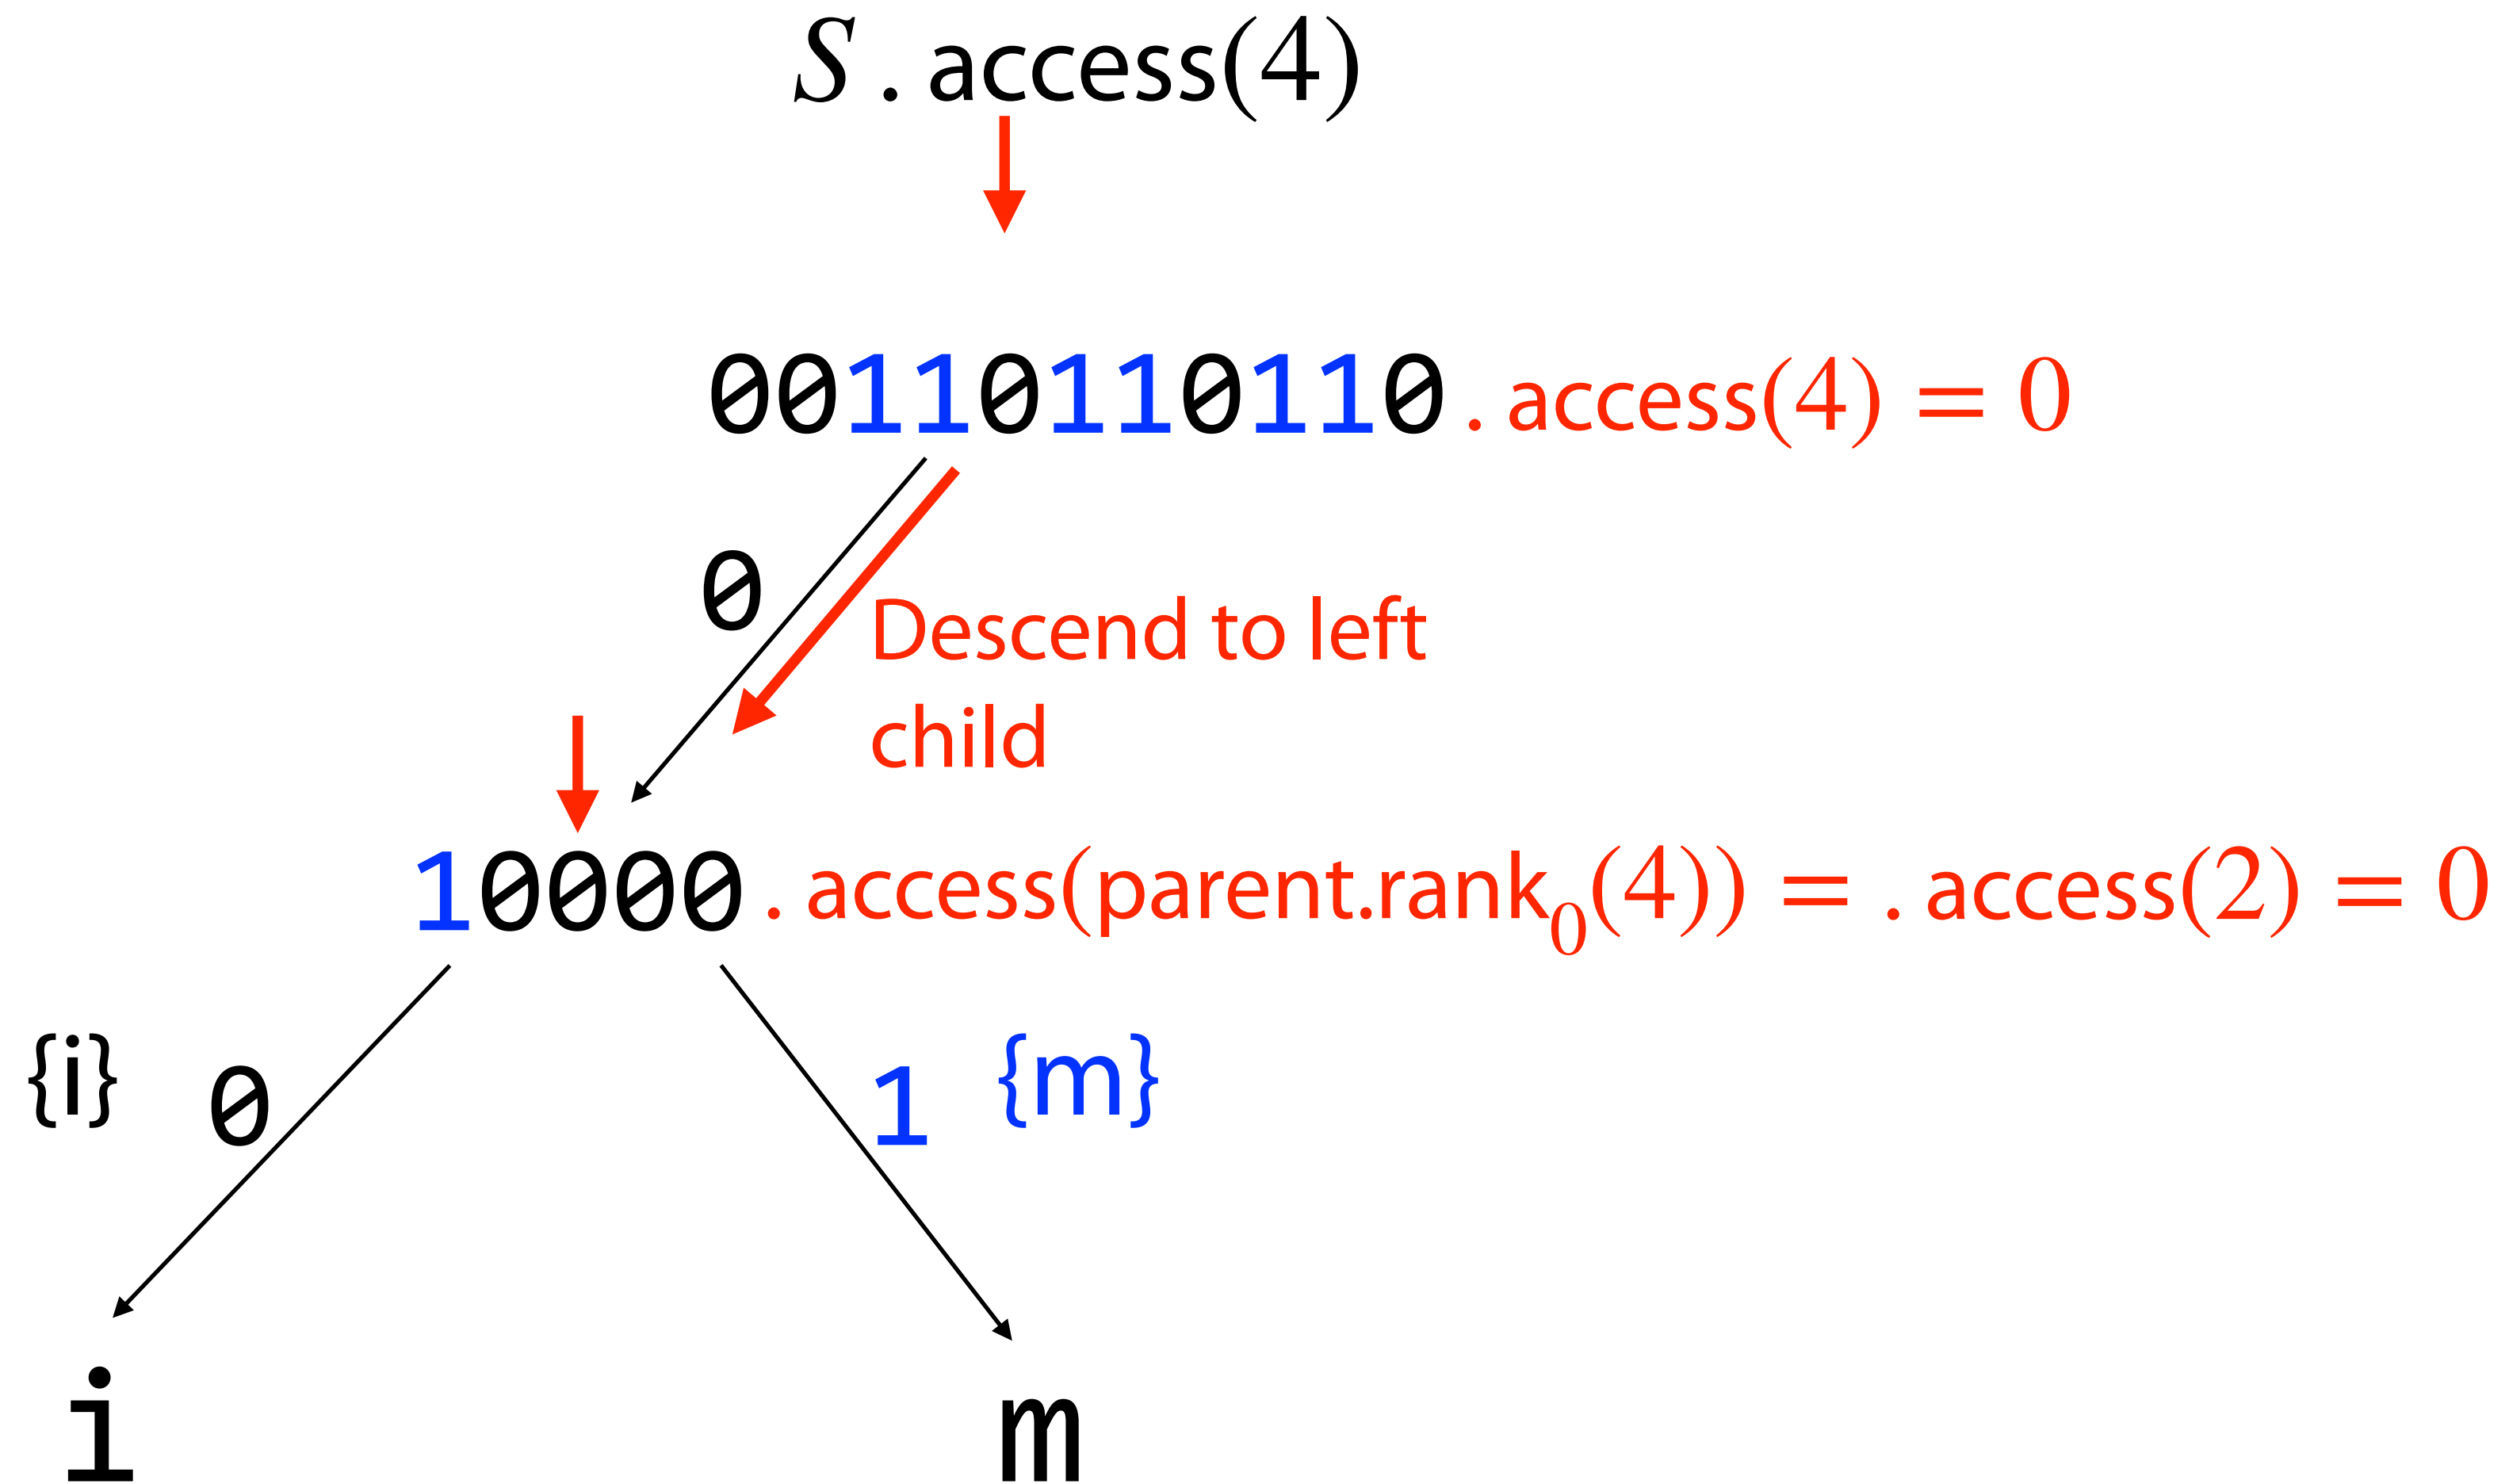 S.access(4)
00110110110.access(4) = 0
0
Descend to left
child
10000.access(parent.rank₀(4)) = .access(2) = 0
{i} 0 1 {m}
i m